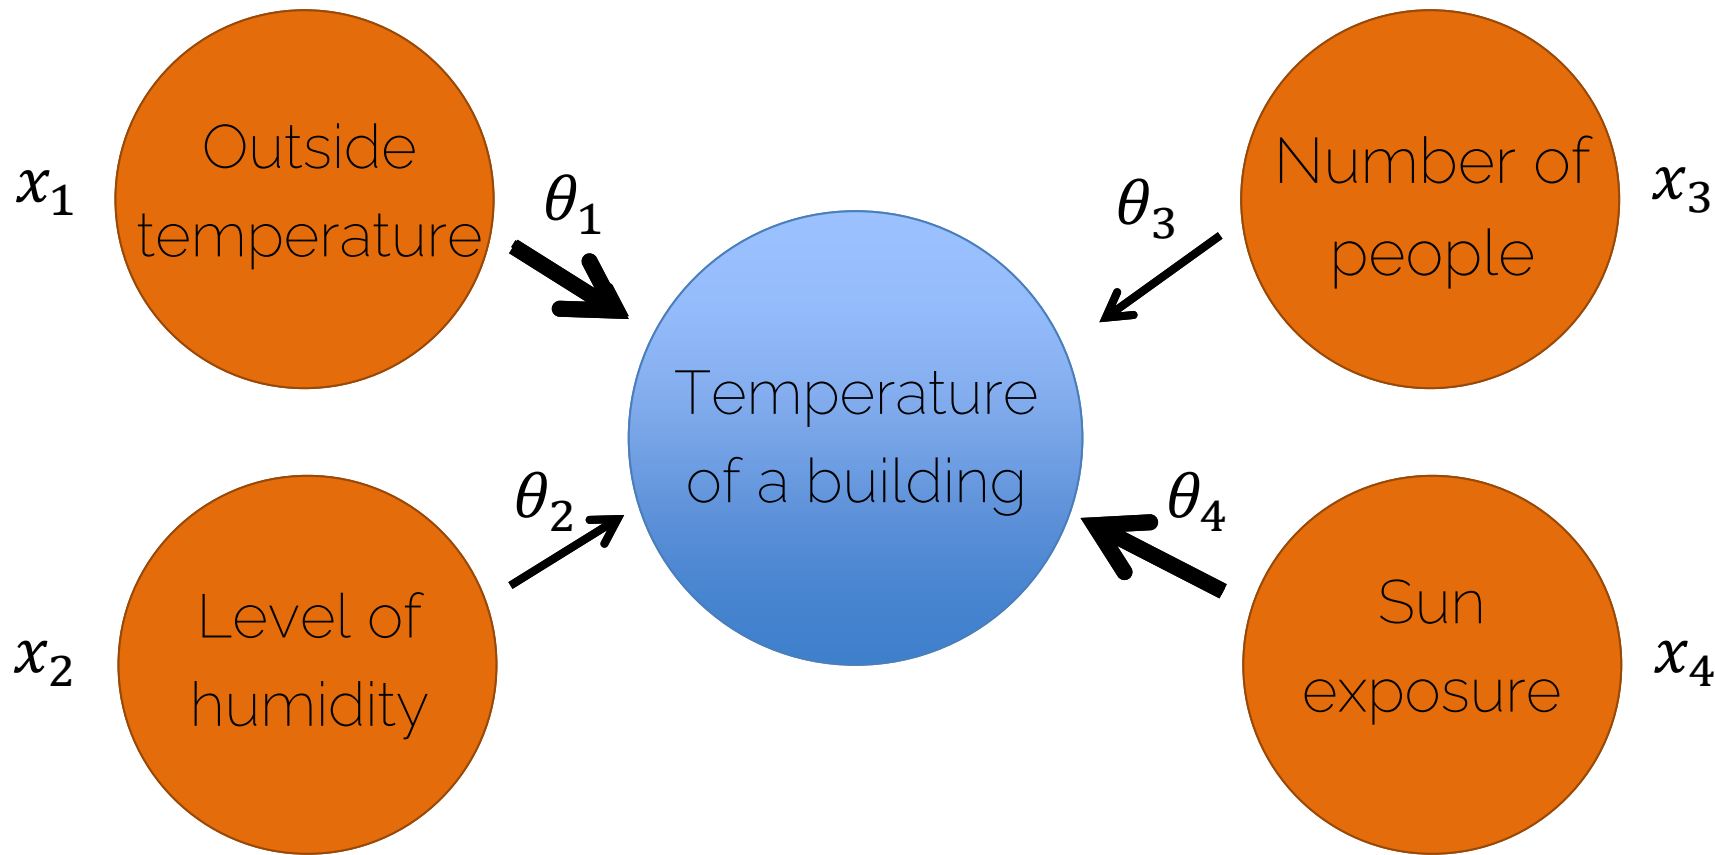 x₁
Outside
temperature
θ₁
θ₃
Number of
people
x₃
Temperature
of a building
x₂
Level of
humidity
θ₂
θ₄
Sun
exposure
x₄